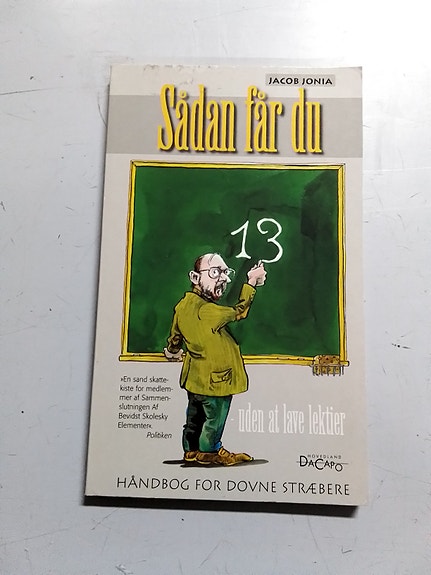 JACOB JONIA
Sådan får du
13
»En sand skatte-
kiste for medlem-
mer af Sammen-
slutningen Af
Bevidst Skolesky
Elementer«.
Politiken
- uden at lave lektier
HOVEDLAND
DACAPO
HÅNDBOG FOR DOVNE STRÆBERE